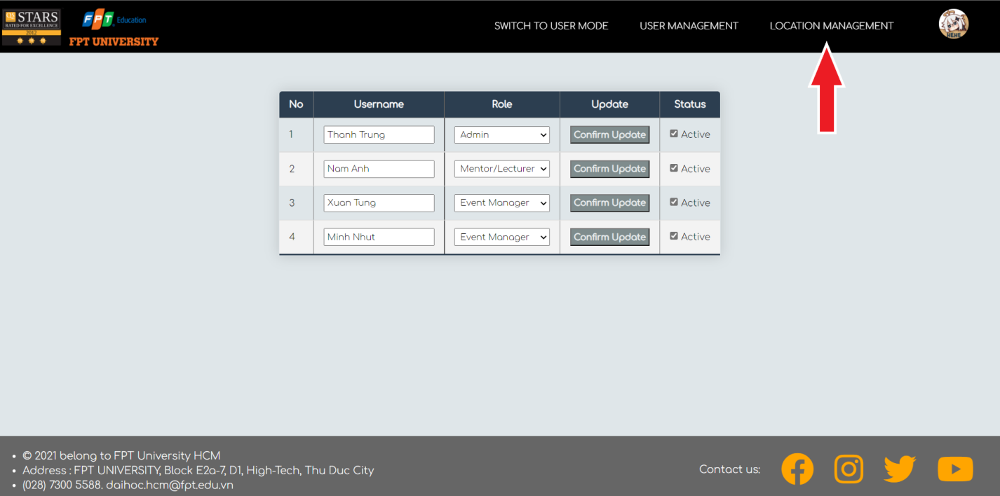 QS STARS
RATED FOR EXCELLENCE
2012
FPT Education
FPT UNIVERSITY
SWITCH TO USER MODE USER MANAGEMENT LOCATION MANAGEMENT
HEHE
No Username Role Update Status
1 Thanh Trung Admin Confirm Update Active
2 Nam Anh Mentor/Lecturer Confirm Update Active
3 Xuan Tung Event Manager Confirm Update Active
4 Minh Nhut Event Manager Confirm Update Active
• © 2021 belong to FPT University HCM
• Address : FPT UNIVERSITY, Block E2a-7, D1, High-Tech, Thu Duc City
• (028) 7300 5588. daihoc.hcm@fpt.edu.vn
Contact us: